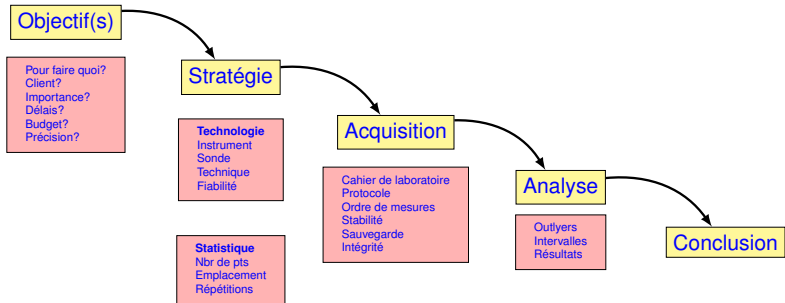 Objectif(s)
Pour faire quoi?
Client?
Importance?
Délais?
Budget?
Précision?
Stratégie
Technologie
Instrument
Sonde
Technique
Fiabilité
Statistique
Nbr de pts
Emplacement
Répétitions
Acquisition
Cahier de laboratoire
Protocole
Ordre de mesures
Stabilité
Sauvegarde
Intégrité
Analyse
Outlyers
Intervalles
Résultats
Conclusion